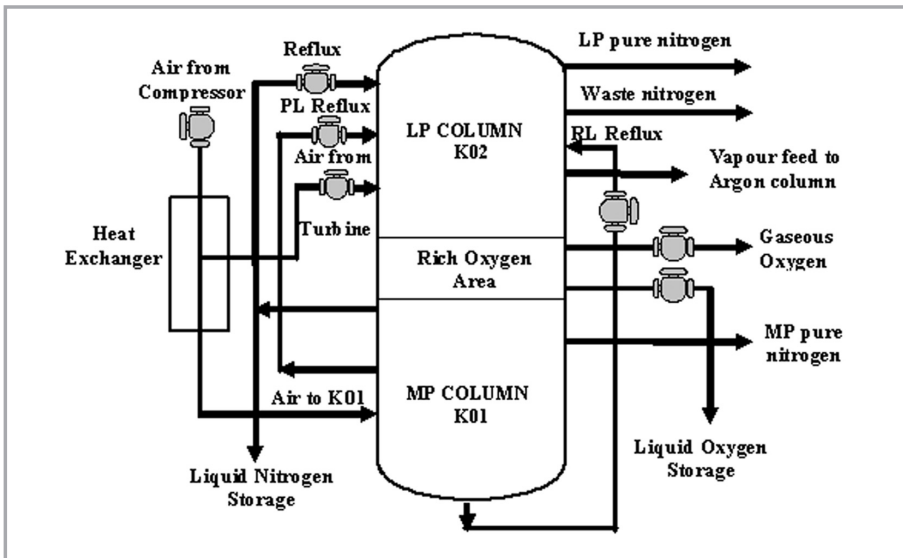 Reflux
Air from
Compressor
PL Reflux
Air from
Turbine
Heat
Exchanger
Air to K01
Liquid Nitrogen
Storage
LP COLUMN
K02
Rich Oxygen
Area
MP COLUMN
K01
LP pure nitrogen
Waste nitrogen
RL Reflux
Vapour feed to
Argon column
Gaseous
Oxygen
MP pure
nitrogen
Liquid Oxygen
Storage